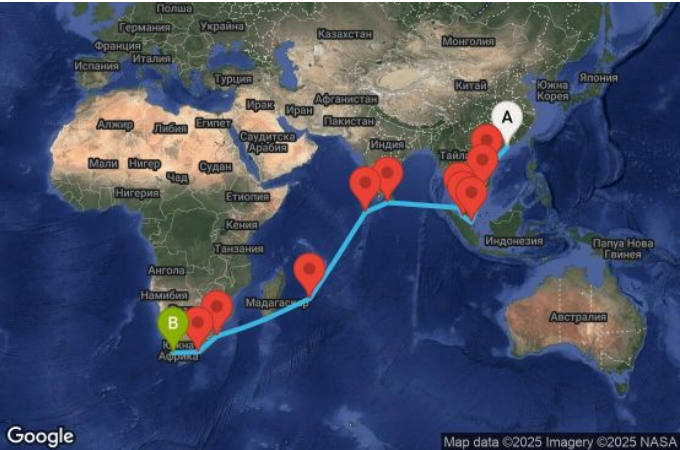 Полша
Германия
Украйна
Франция
Казахстан
Монголия
Испания
Италия
Турция
Китай
Южна
Корея
Япония
Ирак
Иран
Афганистан
Пакистан
Алжир
Либия
Египет
Саудитска
Арабия
Индия
A
Мали
Нигер
Судан
Чад
Нигерия
Етиопия
Кения
Танзания
Индонезия
Папуа Нова
Гвинея
Ангола
Намибия
Мадагаскар
Австралия
B
Африка
Google
Map data ©2025 Imagery ©2025 NASA